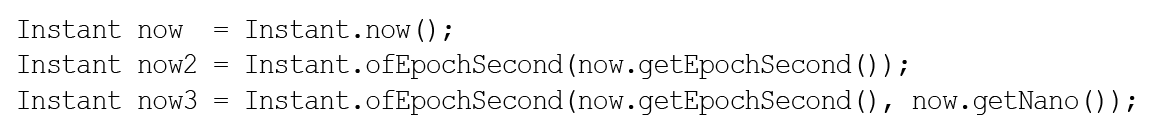 Instant now  = Instant.now();
Instant now2 = Instant.ofEpochSecond(now.getEpochSecond());
Instant now3 = Instant.ofEpochSecond(now.getEpochSecond(), now.getNano());